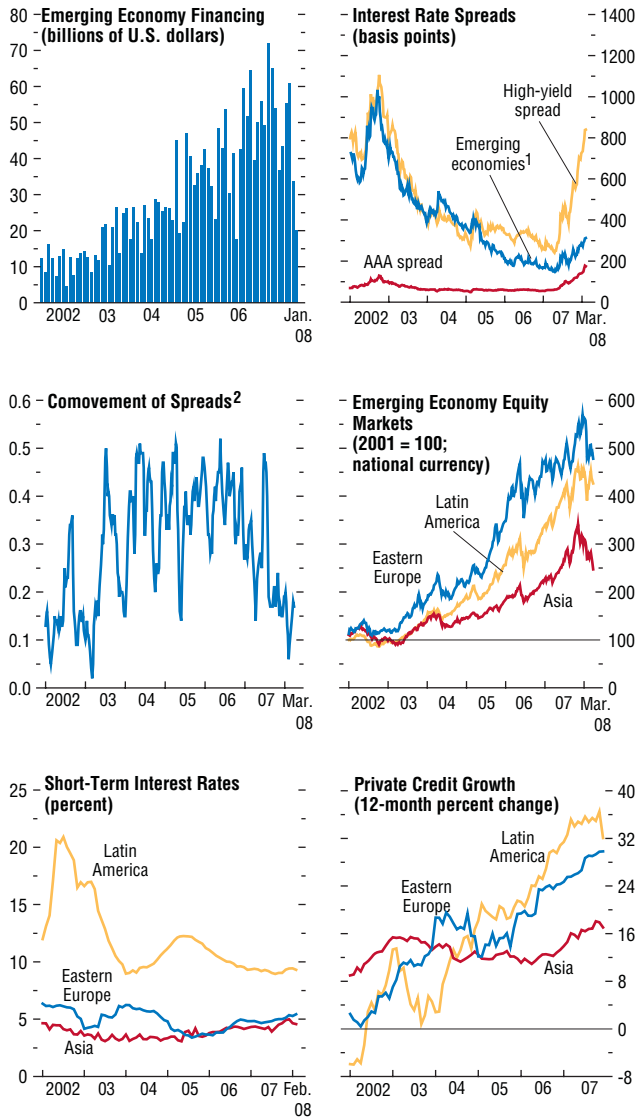 Emerging Economy Financing
(billions of U.S. dollars)
80
70
60
50
40
30
20
10
0
2002 03 04 05 06 Jan.
08
Interest Rate Spreads
(basis points)
1400
1200
1000
800
600
400
200
0
High-yield
spread
Emerging
economies1
AAA spread
2002 03 04 05 06 07 Mar.
08
Comovement of Spreads2
0.6
0.5
0.4
0.3
0.2
0.1
0.0
2002 03 04 05 06 07 Mar.
08
Emerging Economy Equity
Markets
(2001 = 100;
national currency)
600
500
400
300
200
100
0
Latin
America
Eastern
Europe
Asia
2002 03 04 05 06 07 Mar.
08
Short-Term Interest Rates
(percent)
25
20
15
10
5
0
Latin
America
Eastern
Europe
Asia
2002 03 04 05 06 07 Feb.
08
Private Credit Growth
(12-month percent change)
40
32
24
16
8
0
-8
Latin
America
Eastern
Europe
Asia
2002 03 04 05 06 07